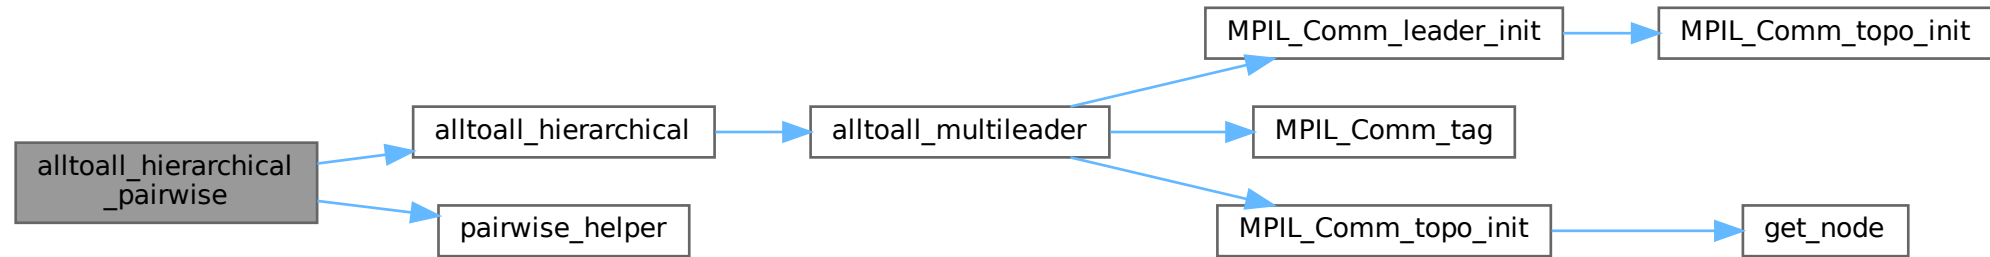 alltoall_hierarchical
_pairwise
alltoall_hierarchical
pairwise_helper
alltoall_multileader
MPIL_Comm_leader_init
MPIL_Comm_tag
MPIL_Comm_topo_init
MPIL_Comm_topo_init
get_node